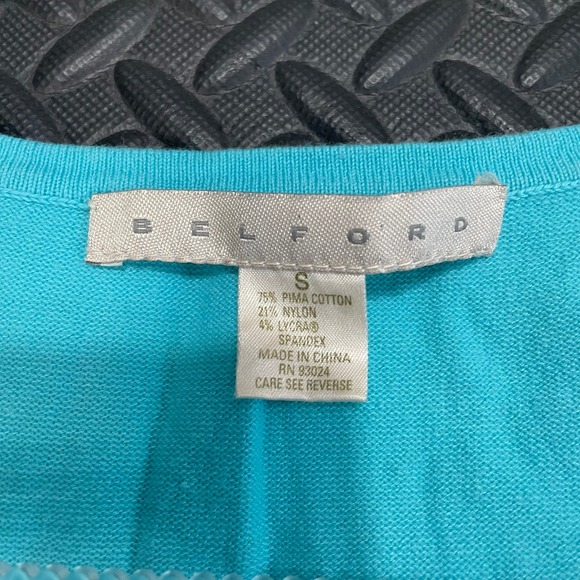 BELFORD
S
75% PIMA COTTON
21% NYLON
4% LYCRA®
SPANDEX
MADE IN CHINA
RN 93024
CARE SEE REVERSE